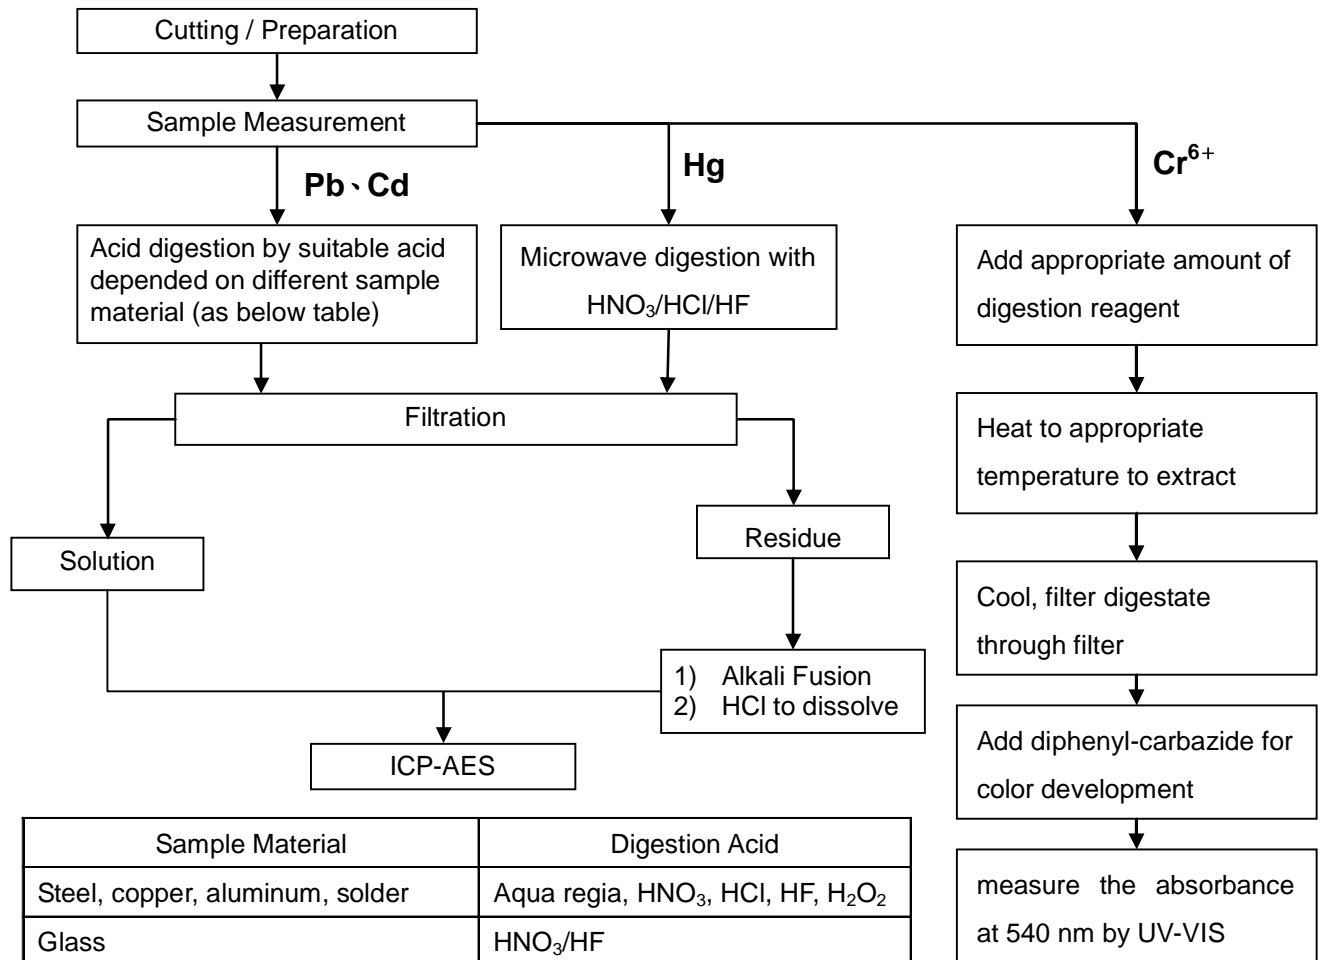 Cutting / Preparation
Sample Measurement
Pb、Cd
Hg
Cr⁶⁺
Acid digestion by suitable acid
depended on different sample
material (as below table)
Microwave digestion with
HNO₃/HCl/HF
Add appropriate amount of
digestion reagent
Filtration
Heat to appropriate
temperature to extract
Solution
Residue
Cool, filter digestate
through filter
1) Alkali Fusion
2) HCl to dissolve
ICP-AES
Add diphenyl-carbazide for
color development
measure the absorbance
at 540 nm by UV-VIS
Sample Material Digestion Acid
Steel, copper, aluminum, solder Aqua regia, HNO₃, HCl, HF, H₂O₂
Glass HNO₃/HF